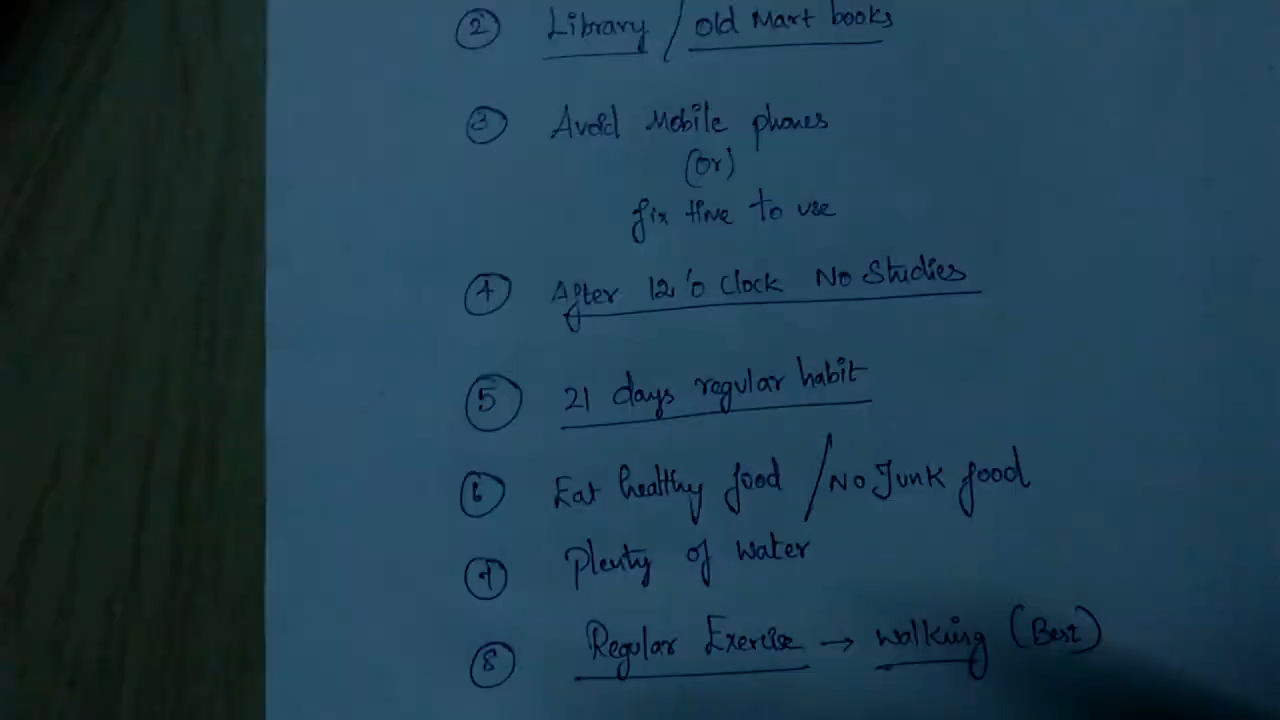 ② Library / old Mart books
③ Avoid Mobile phones
(or)
fix time to use
④ After 12 'o Clock No Studies
⑤ 21 days regular habit
⑥ Eat healthy food / No Junk food
⑦ Plenty of water
⑧ Regular Exercise → walking (Best)